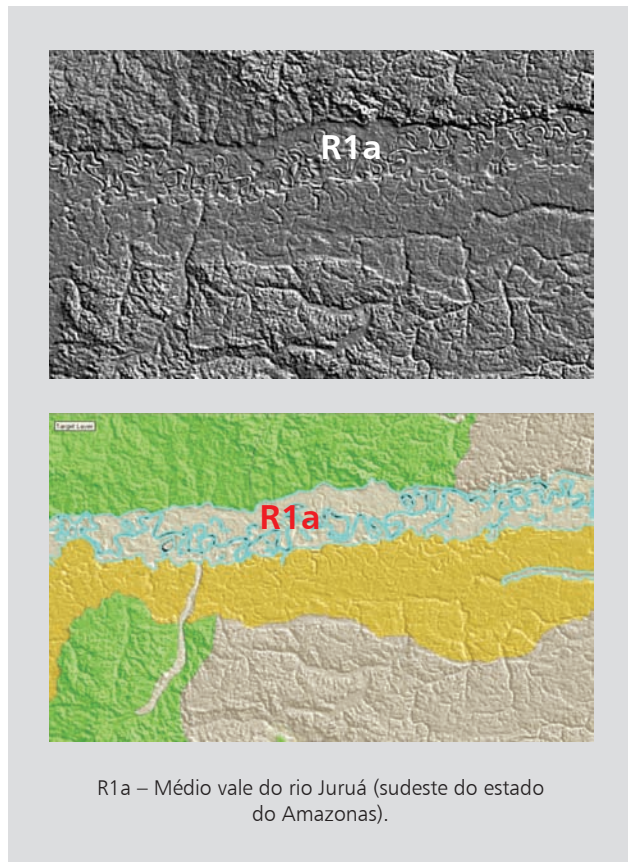 R1a
Target Layer
R1a
R1a – Médio vale do rio Juruá (sudeste do estado
do Amazonas).